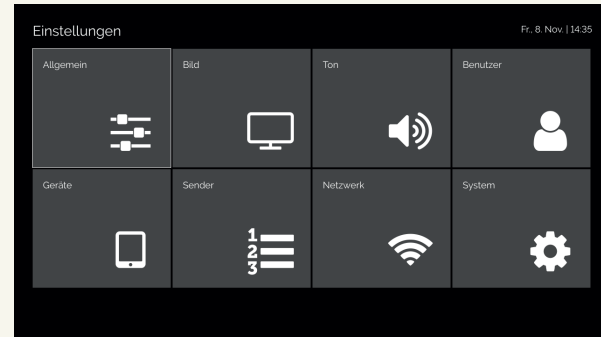 Einstellungen
Fr., 8. Nov. | 14:35
Allgemein
Bild
Ton
Benutzer
Geräte
Sender
Netzwerk
System
1
2
3